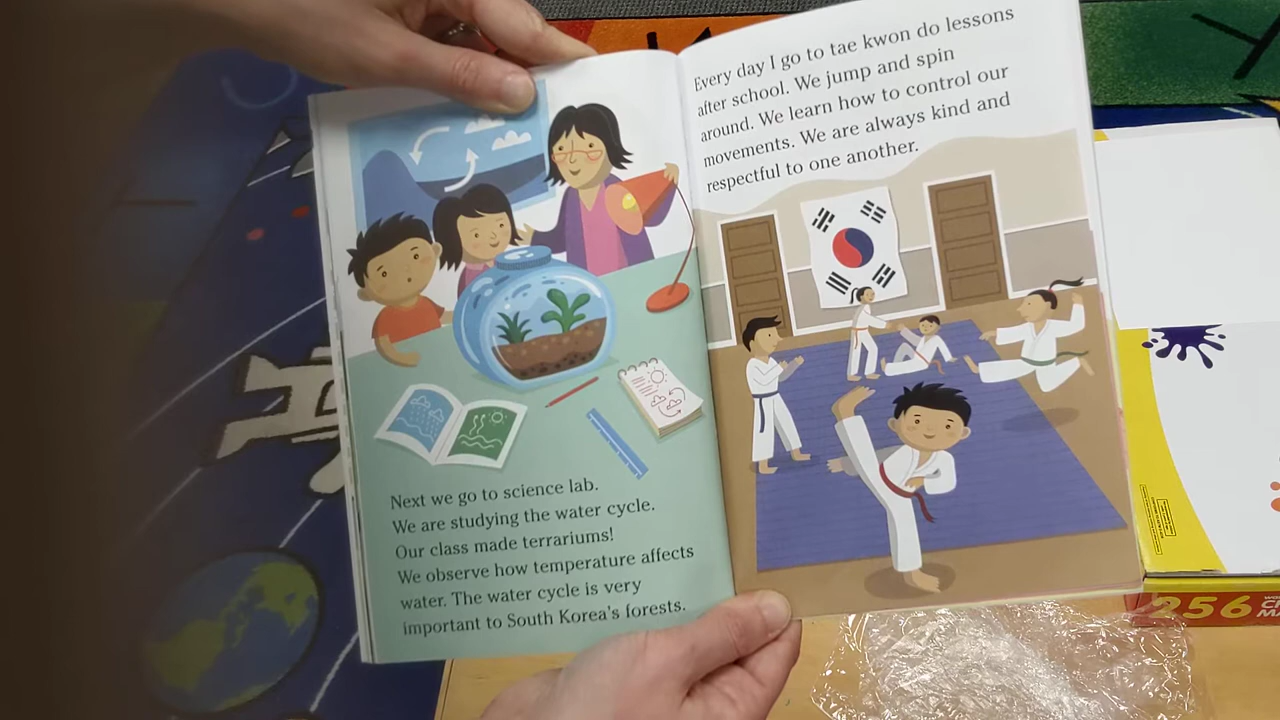 Next we go to science lab.
We are studying the water cycle.
Our class made terrariums!
We observe how temperature affects
water. The water cycle is very
important to South Korea's forests.
Every day I go to tae kwon do lessons
after school. We jump and spin
around. We learn how to control our
movements. We are always kind and
respectful to one another.
256